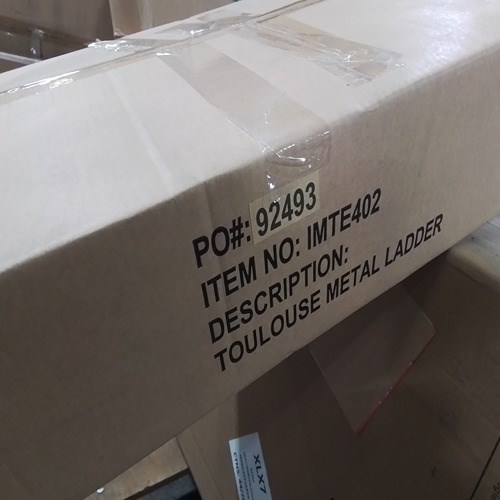 PO#: 92493
ITEM NO: IMTE402
DESCRIPTION:
TOULOUSE METAL LADDER
XLX7